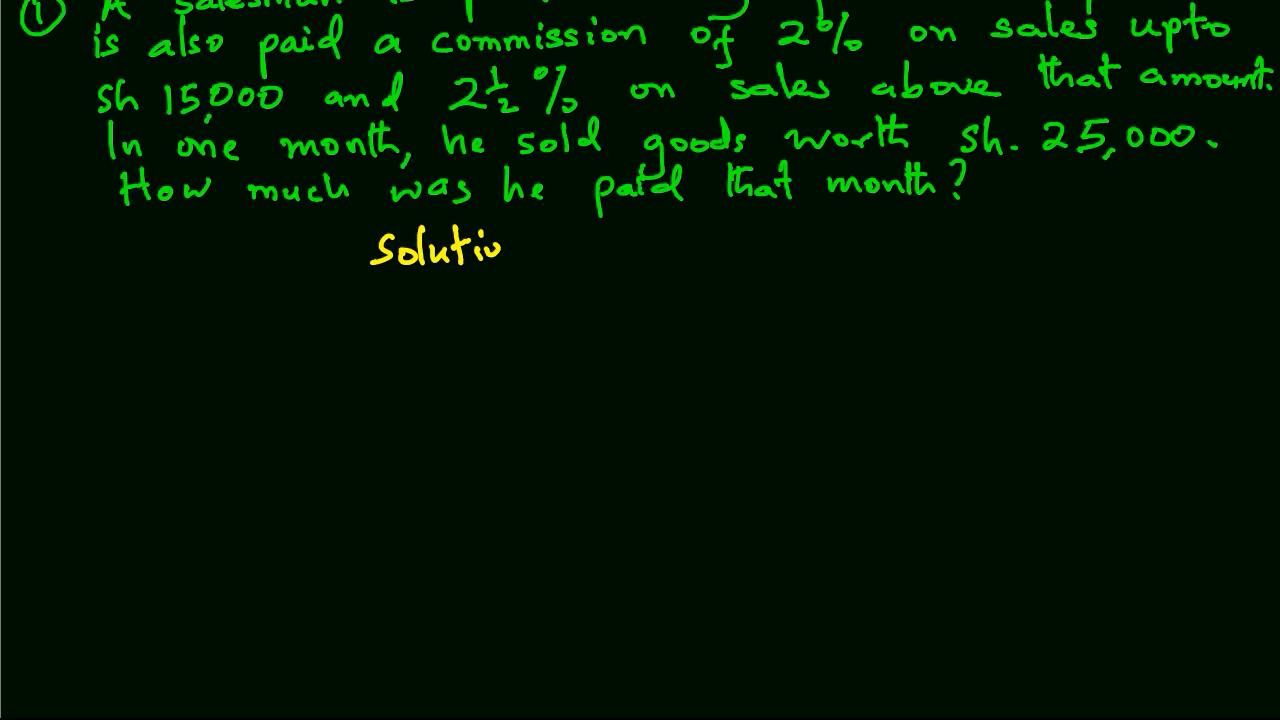 ① A salesman is
is also paid a commission of 2% on sales upto
sh 15,000 and 2½% on sales above that amount.
In one month, he sold goods worth sh. 25,000.
How much was he paid that month?
Solutio